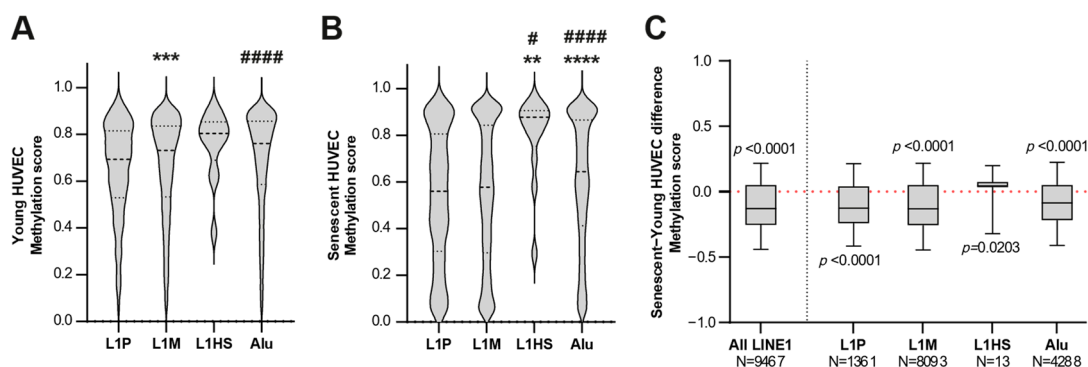 A
*** ####
Young HUVEC
Methylation score
1.0
0.8
0.6
0.4
0.2
0.0
L1P L1M L1HS Alu
B
# ####
** ****
Senescent HUVEC
Methylation score
1.0
0.8
0.6
0.4
0.2
0.0
L1P L1M L1HS Alu
C
Senescent–Young HUVEC difference
Methylation score
1.0
0.5
0.0
−0.5
−1.0
p <0.0001 p <0.0001 p <0.0001
p <0.0001 p=0.0203
All LINE1 L1P L1M L1HS Alu
N=9467 N=1361 N=8093 N=13 N=4288